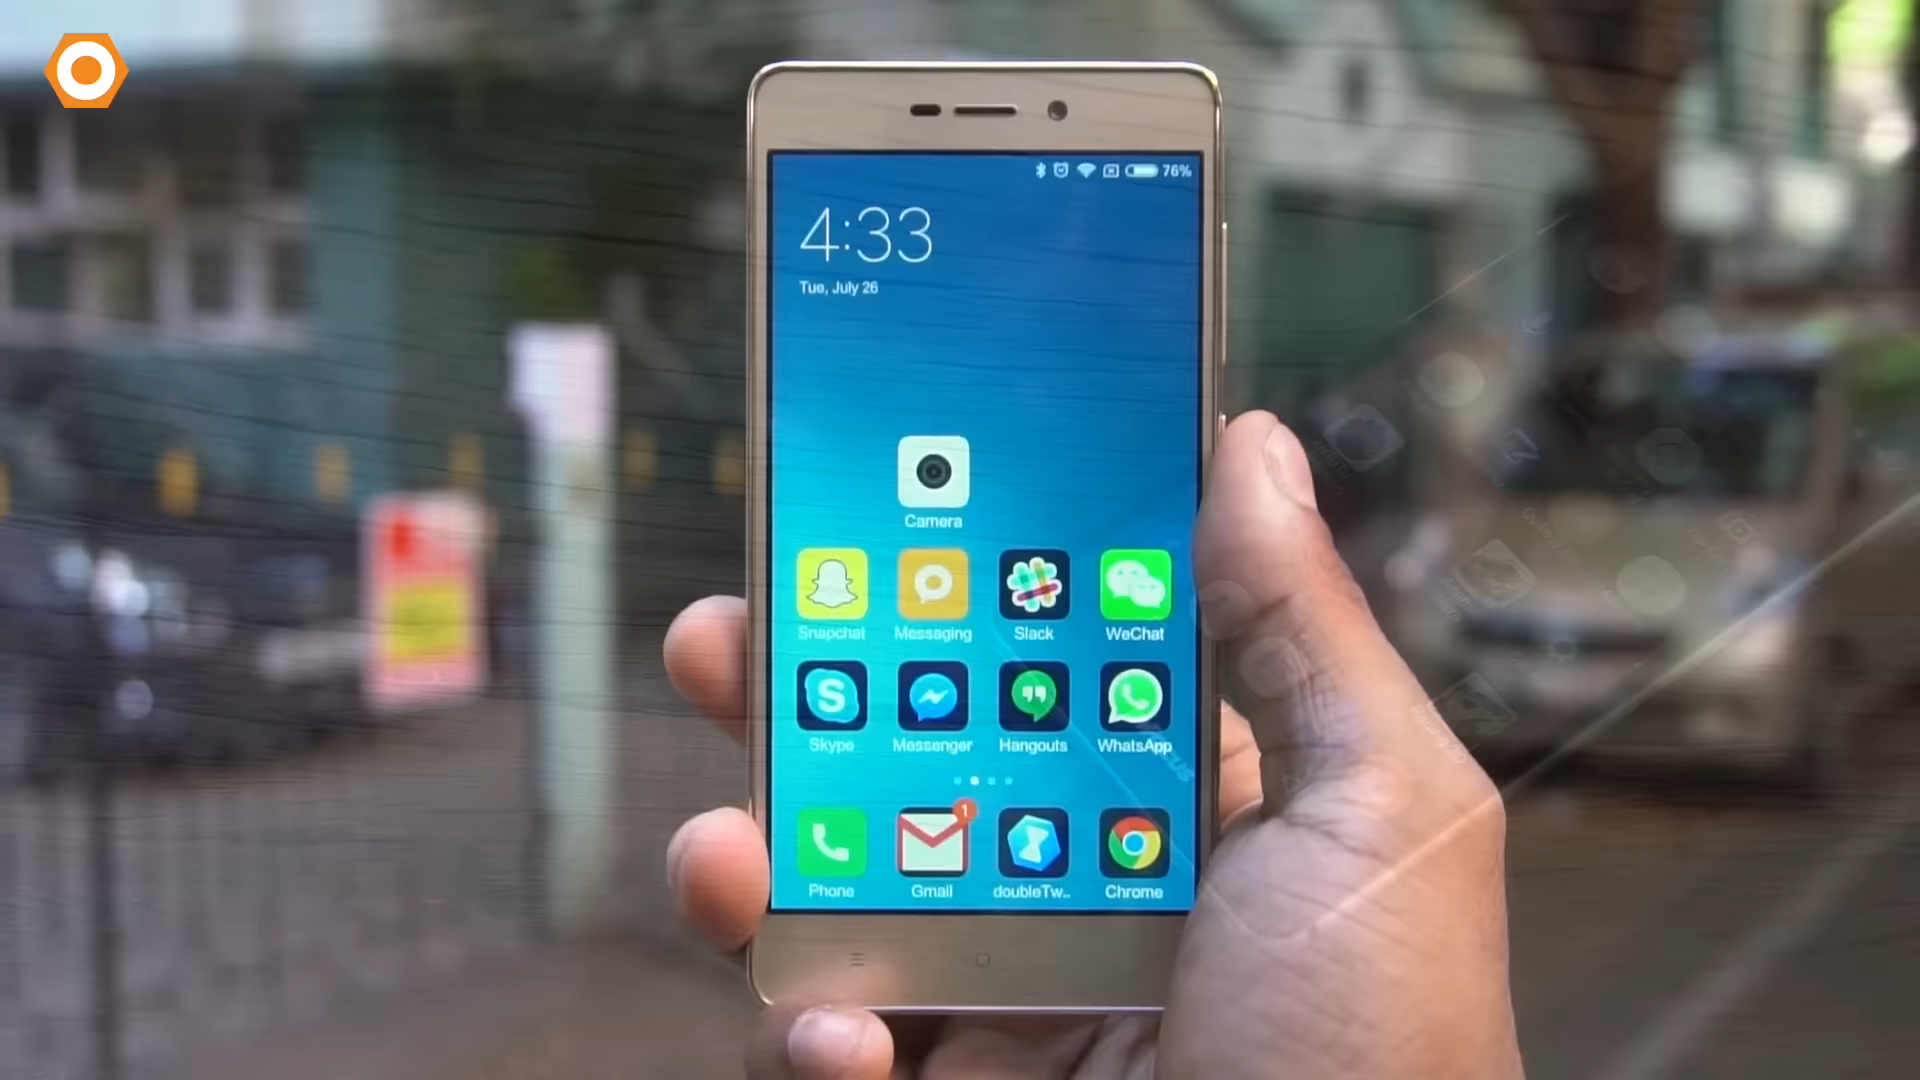 76%
4:33
Tue, July 26
Camera
Snapchat Messaging Slack WeChat
Skype Messenger Hangouts WhatsApp
1
Phone Gmail doubleTw.. Chrome